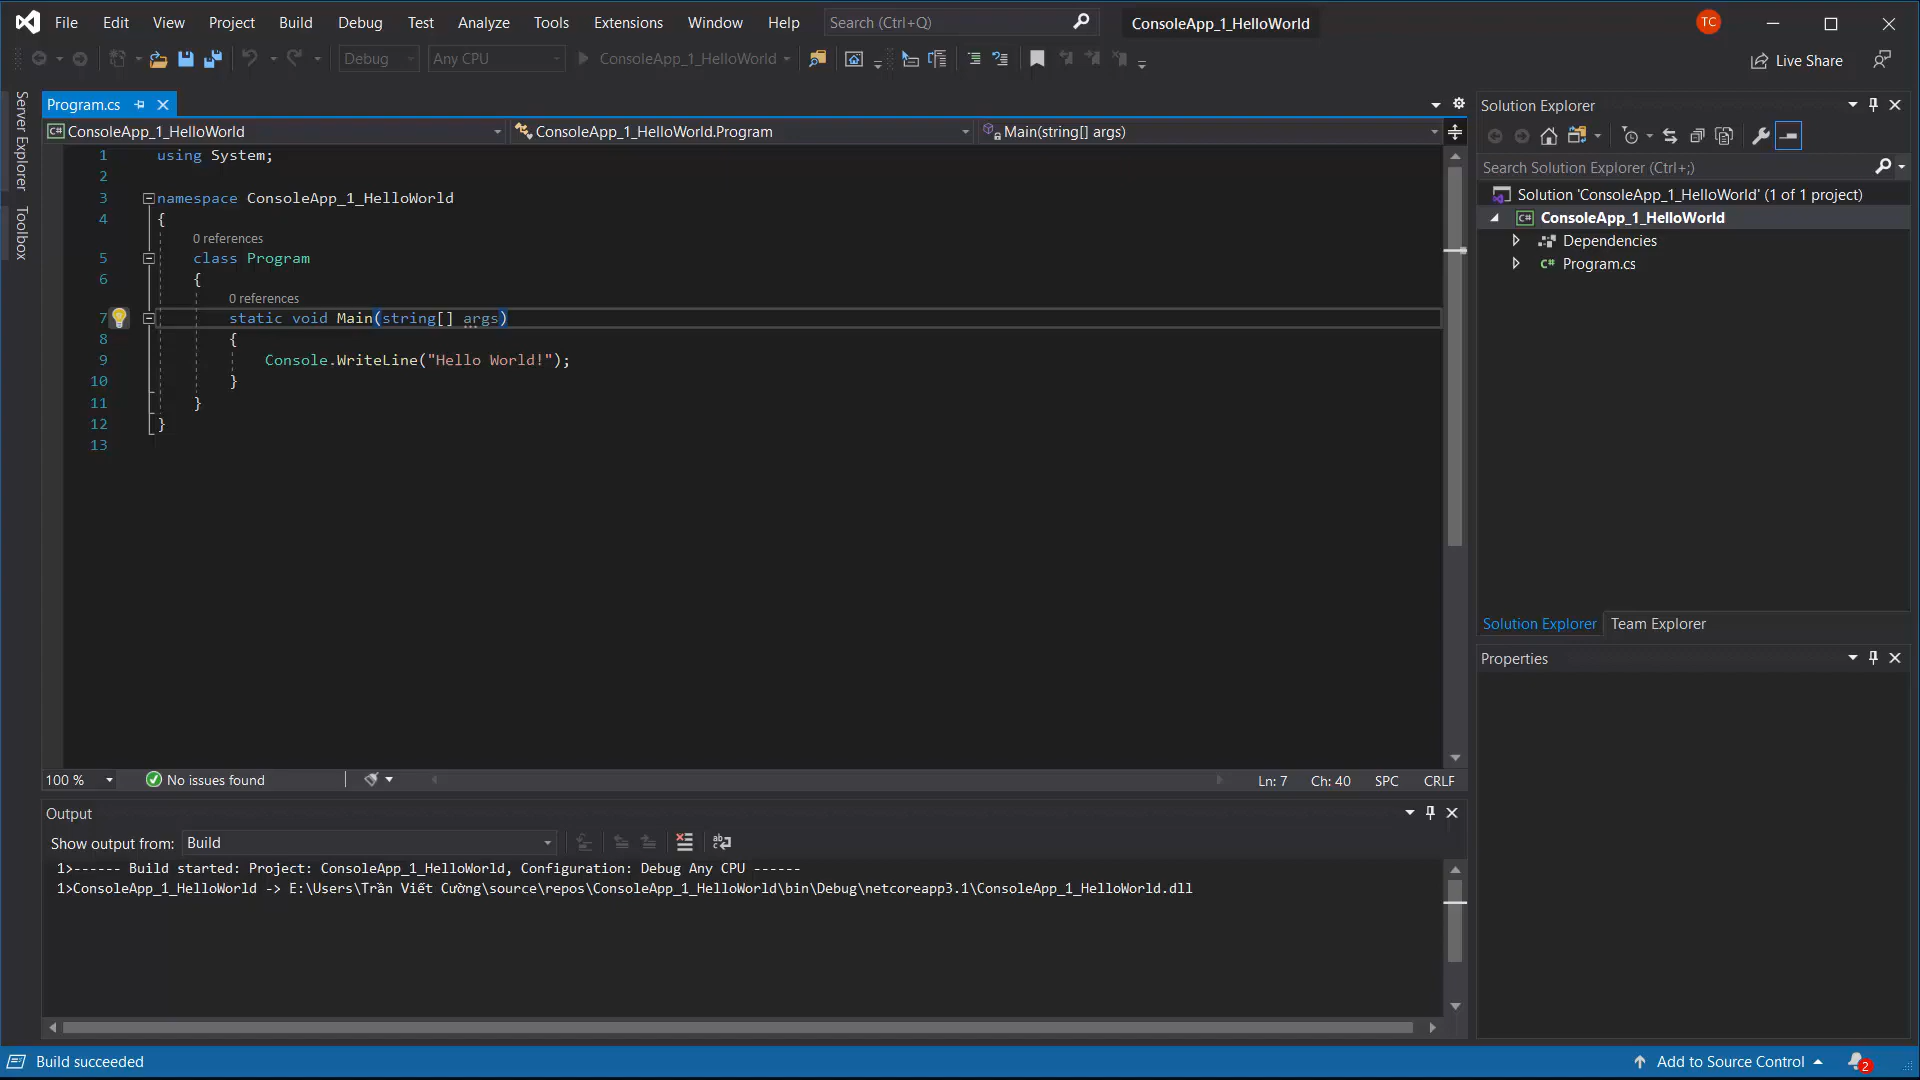 File Edit View Project Build Debug Test Analyze Tools Extensions Window Help Search (Ctrl+Q) ConsoleApp_1_HelloWorld TC
Debug Any CPU ConsoleApp_1_HelloWorld Live Share
Server Explorer
Toolbox
Program.cs
ConsoleApp_1_HelloWorld ConsoleApp_1_HelloWorld.Program Main(string[] args)
1 using System;
2
3 namespace ConsoleApp_1_HelloWorld
4 {
0 references
5 class Program
6 {
0 references
7 static void Main(string[] args)
8 {
9 Console.WriteLine("Hello World!");
10 }
11 }
12 }
13
100 % No issues found Ln: 7 Ch: 40 SPC CRLF
Output
Show output from: Build
1>------ Build started: Project: ConsoleApp_1_HelloWorld, Configuration: Debug Any CPU ------
1>ConsoleApp_1_HelloWorld -> E:\Users\Trần Viết Cường\source\repos\ConsoleApp_1_HelloWorld\bin\Debug\netcoreapp3.1\ConsoleApp_1_HelloWorld.dll
Solution Explorer
Search Solution Explorer (Ctrl+;)
Solution 'ConsoleApp_1_HelloWorld' (1 of 1 project)
C# ConsoleApp_1_HelloWorld
Dependencies
C# Program.cs
Solution Explorer Team Explorer
Properties
Build succeeded Add to Source Control 2